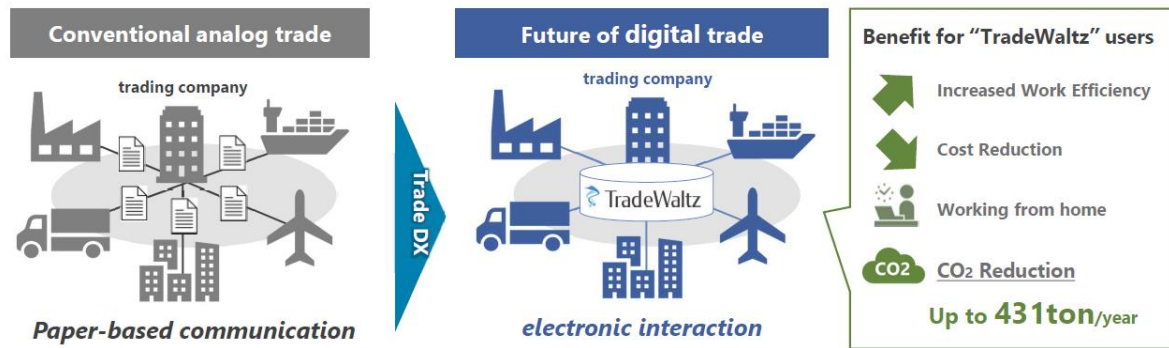 Conventional analog trade
trading company
Paper-based communication
Trade DX
Future of digital trade
trading company
TradeWaltz
electronic interaction
Benefit for “TradeWaltz” users
Increased Work Efficiency
Cost Reduction
Working from home
CO2
CO₂ Reduction
Up to 431ton/year